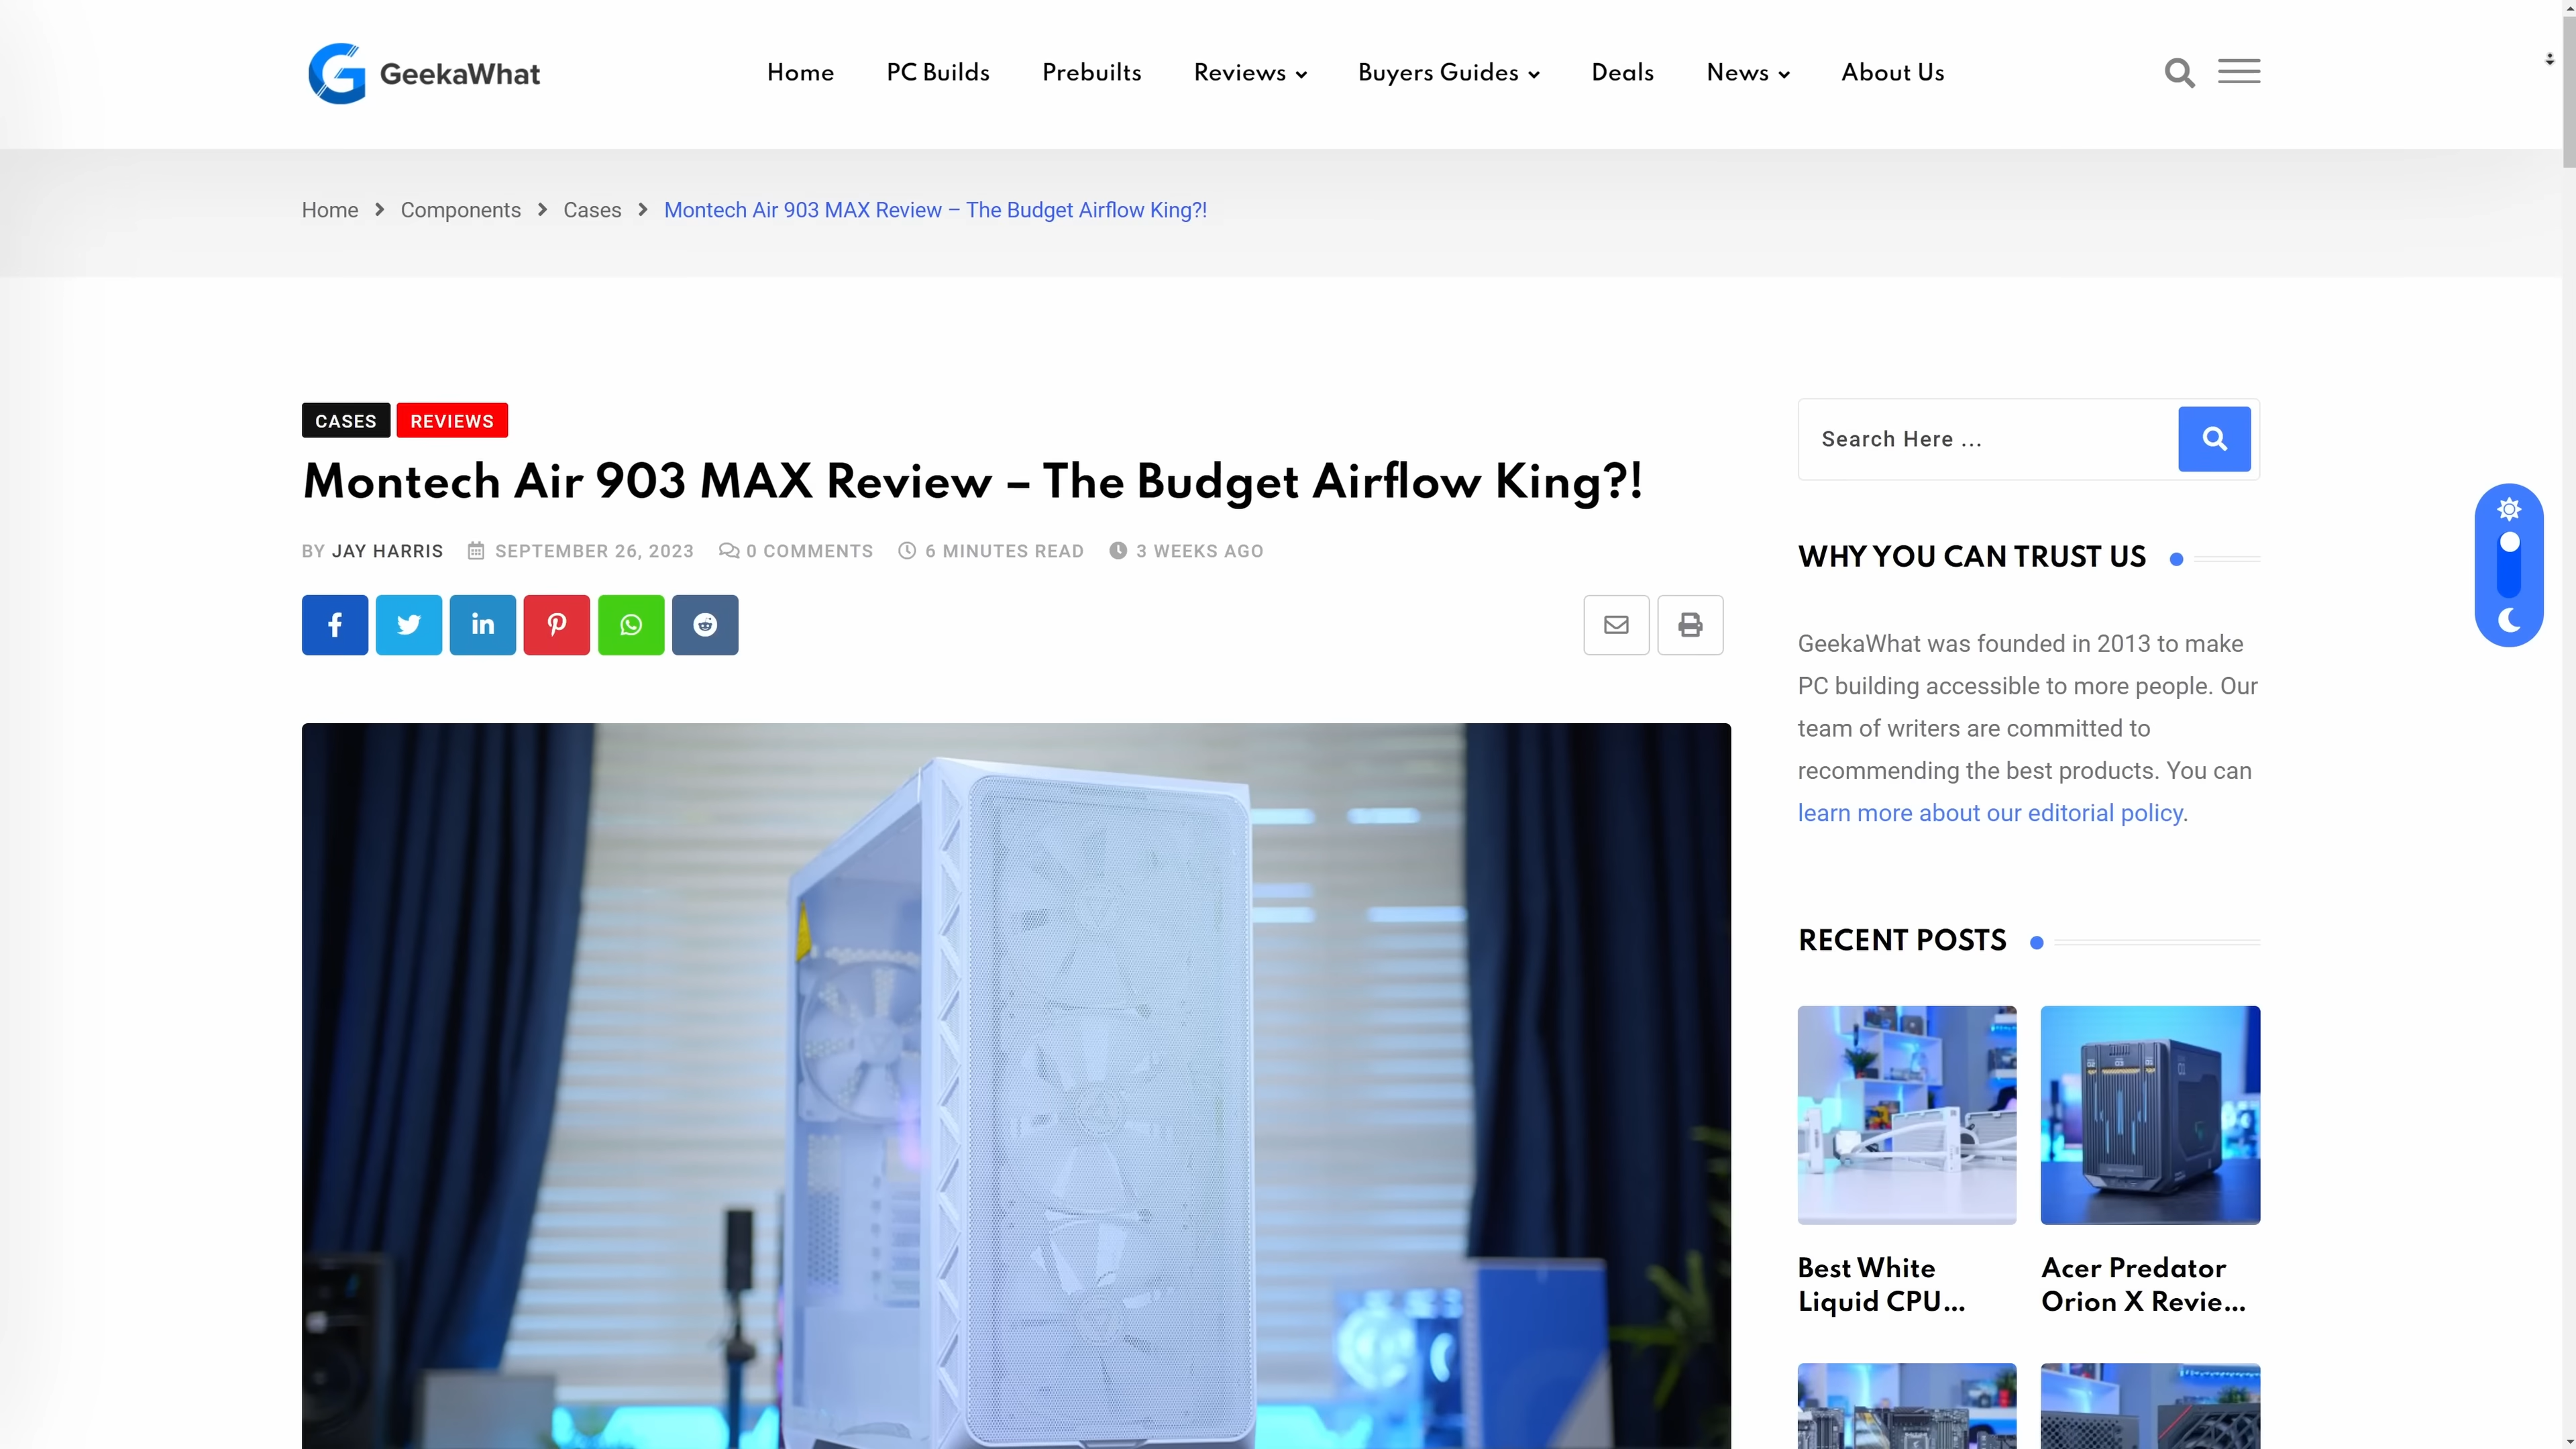 GeekaWhat
Home PC Builds Prebuilts Reviews Buyers Guides Deals News About Us
Home Components Cases Montech Air 903 MAX Review – The Budget Airflow King?!
CASES REVIEWS
Montech Air 903 MAX Review – The Budget Airflow King?!
BY JAY HARRIS SEPTEMBER 26, 2023 0 COMMENTS 6 MINUTES READ 3 WEEKS AGO
Search Here ...
WHY YOU CAN TRUST US
GeekaWhat was founded in 2013 to make
PC building accessible to more people. Our
team of writers are committed to
recommending the best products. You can
learn more about our editorial policy.
RECENT POSTS
Best White
Liquid CPU...
Acer Predator
Orion X Revie...